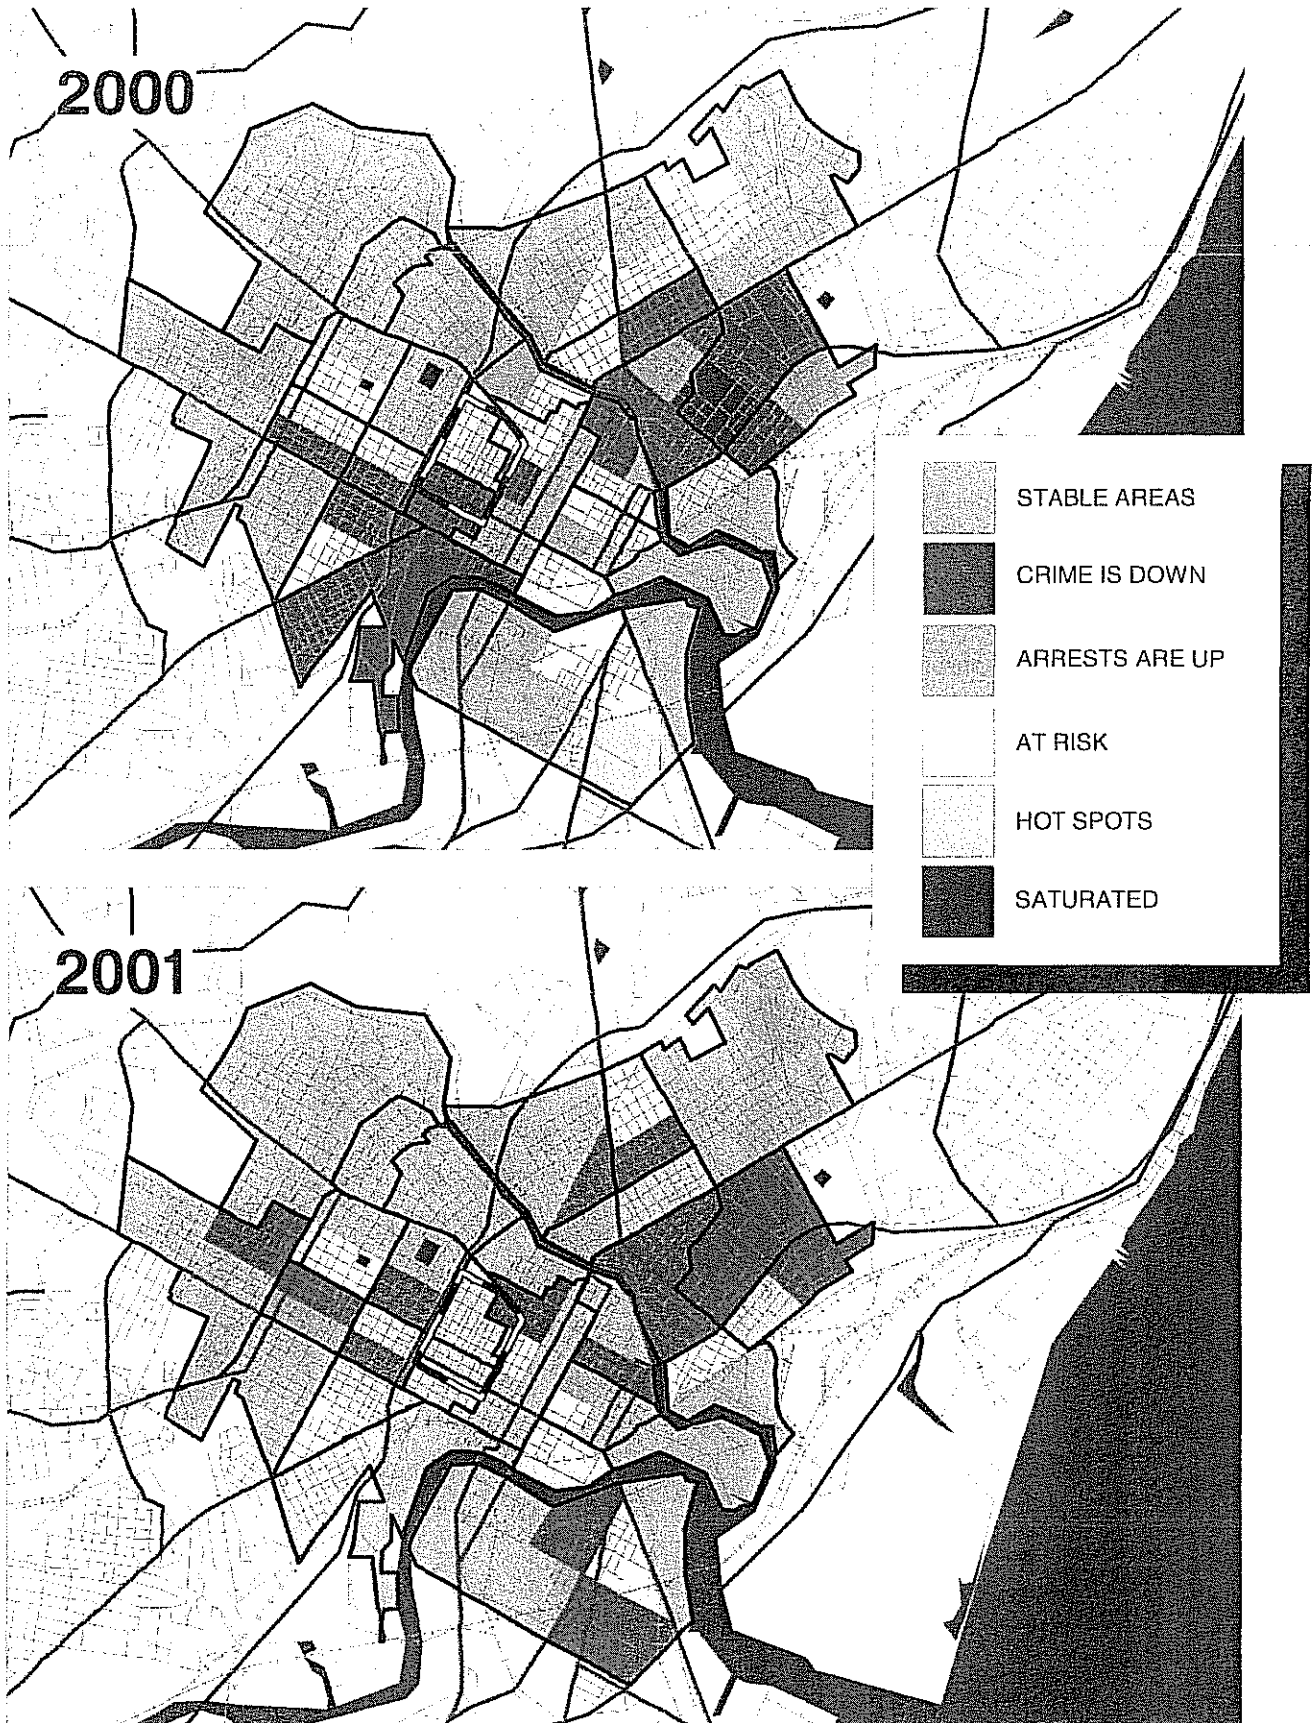 2000
STABLE AREAS
CRIME IS DOWN
ARRESTS ARE UP
AT RISK
HOT SPOTS
SATURATED
2001